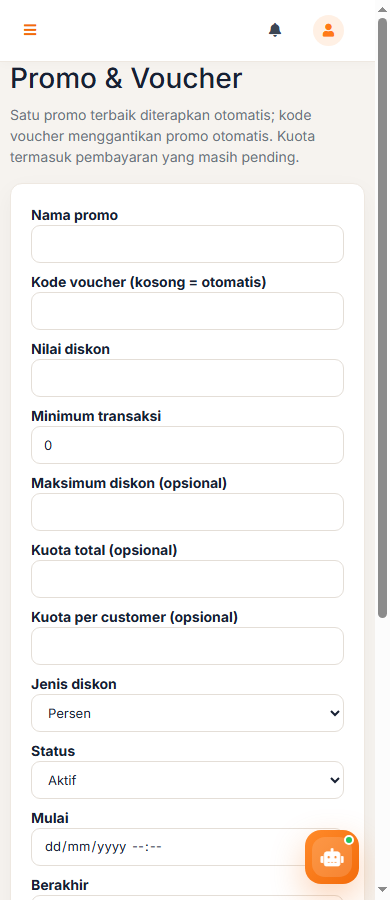 Promo & Voucher
Satu promo terbaik diterapkan otomatis; kode
voucher menggantikan promo otomatis. Kuota
termasuk pembayaran yang masih pending.
Nama promo
Kode voucher (kosong = otomatis)
Nilai diskon
Minimum transaksi
0
Maksimum diskon (opsional)
Kuota total (opsional)
Kuota per customer (opsional)
Jenis diskon
Persen
Status
Aktif
Mulai
dd/mm/yyyy --:--
Berakhir